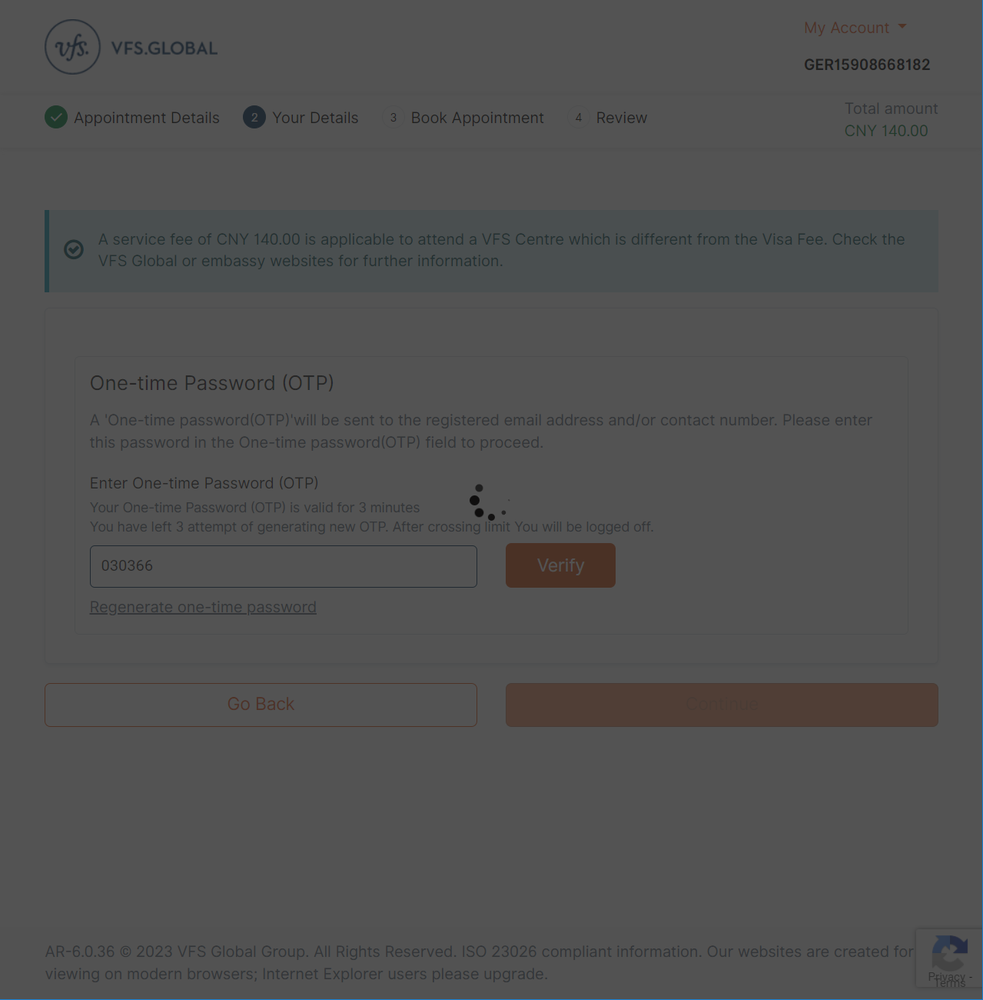 vfs. VFS.GLOBAL
My Account
GER15908668182
Appointment Details
2 Your Details
3 Book Appointment
4 Review
Total amount
CNY 140.00
A service fee of CNY 140.00 is applicable to attend a VFS Centre which is different from the Visa Fee. Check the
VFS Global or embassy websites for further information.
One-time Password (OTP)
A 'One-time password(OTP)'will be sent to the registered email address and/or contact number. Please enter
this password in the One-time password(OTP) field to proceed.
Enter One-time Password (OTP)
Your One-time Password (OTP) is valid for 3 minutes
You have left 3 attempt of generating new OTP. After crossing limit You will be logged off.
030366
Verify
Regenerate one-time password
Go Back
Continue
AR-6.0.36 © 2023 VFS Global Group. All Rights Reserved. ISO 23026 compliant information. Our websites are created for
viewing on modern browsers; Internet Explorer users please upgrade.
Privacy -
Terms